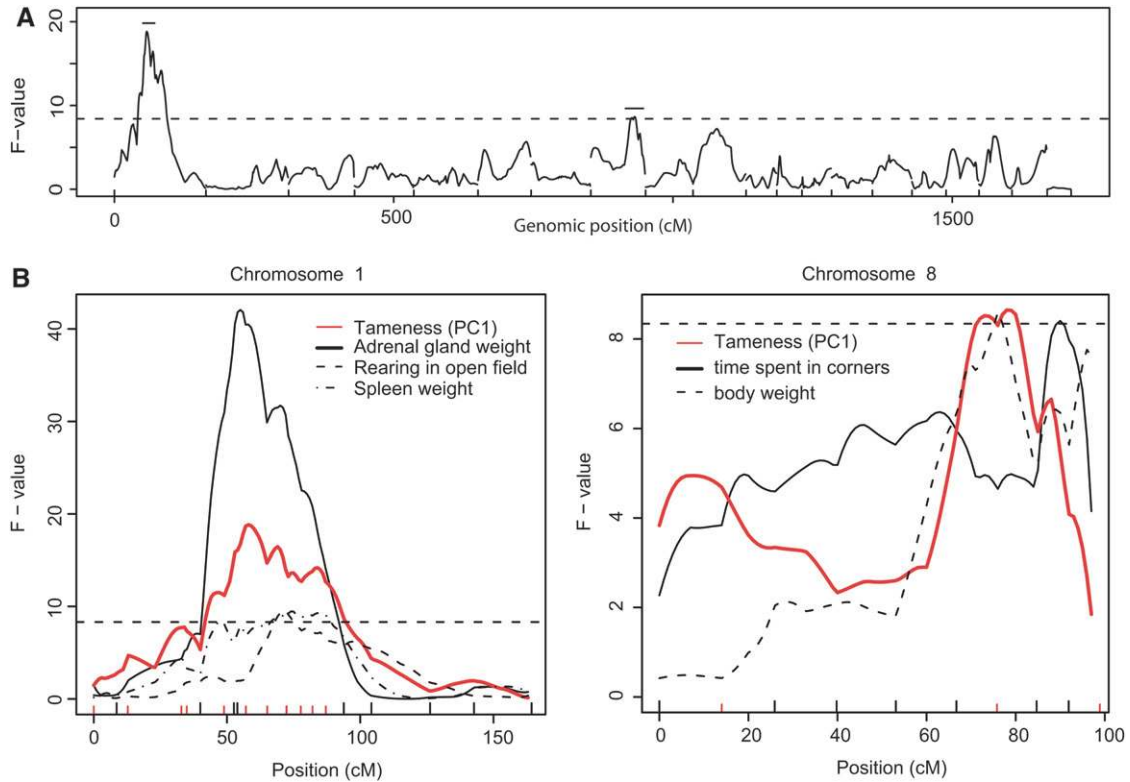 A
F-value
20
10
0
0
500
1500
Genomic position (cM)
B
Chromosome 1
F - value
40
30
20
10
0
Tameness (PC1)
Adrenal gland weight
Rearing in open field
Spleen weight
0
50
100
150
Position (cM)
Chromosome 8
F - value
8
6
4
2
0
Tameness (PC1)
time spent in corners
body weight
0
20
40
60
80
100
Position (cM)